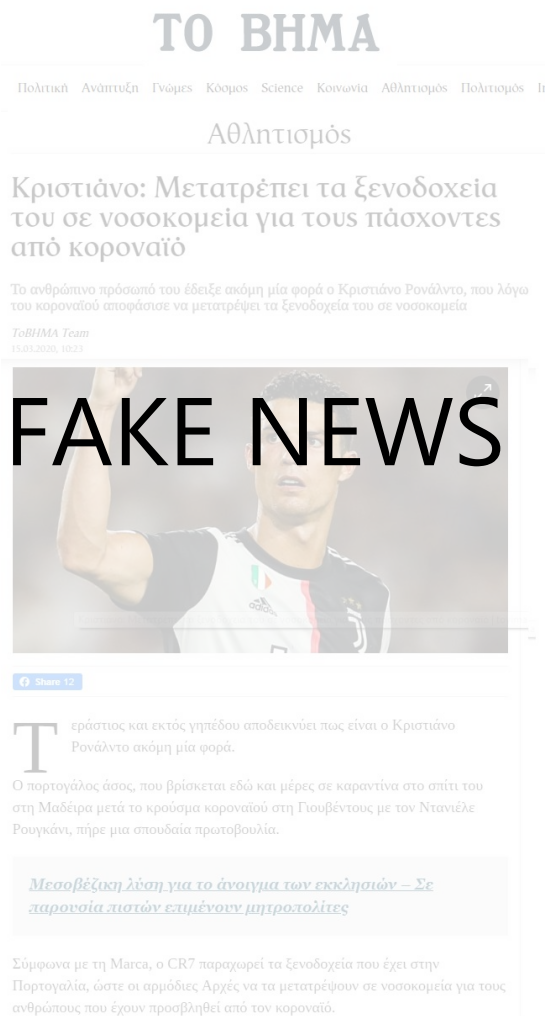 ΤΟ ΒΗΜΑ
Πολιτική Ανάπτυξη Γνώμες Κόσμος Science Κοινωνία Αθλητισμός Πολιτισμός
Αθλητισμός
Κριστιάνο: Μετατρέπει τα ξενοδοχεία
του σε νοσοκομεία για τους πάσχοντες
από κοροναϊό
Το ανθρώπινο πρόσωπό του έδειξε ακόμη μία φορά ο Κριστιάνο Ρονάλντο, που λόγω
του κοροναϊού αποφάσισε να μετατρέψει τα ξενοδοχεία του σε νοσοκομεία
ToBHMA Team
15.03.2020, 10:23
FAKE NEWS
adidas
Share 12
Τεράστιος και εκτός γηπέδου αποδεικνύει πως είναι ο Κριστιάνο
Ρονάλντο ακόμη μία φορά.
Ο πορτογάλος άσος, που βρίσκεται εδώ και μέρες σε καραντίνα στο σπίτι του
στη Μαδέιρα μετά το κρούσμα κοροναϊού στη Γιουβέντους με τον Ντανιέλε
Ρουγκάνι, πήρε μια σπουδαία πρωτοβουλία.
Μεσοβέζικη λύση για το άνοιγμα των εκκλησιών – Σε
παρουσία πιστών επιμένουν μητροπολίτες
Σύμφωνα με τη Marca, ο CR7 παραχωρεί τα ξενοδοχεία που έχει στην
Πορτογαλία, ώστε οι αρμόδιες Αρχές να τα μετατρέψουν σε νοσοκομεία για τους
ανθρώπους που έχουν προσβληθεί από τον κοροναϊό.